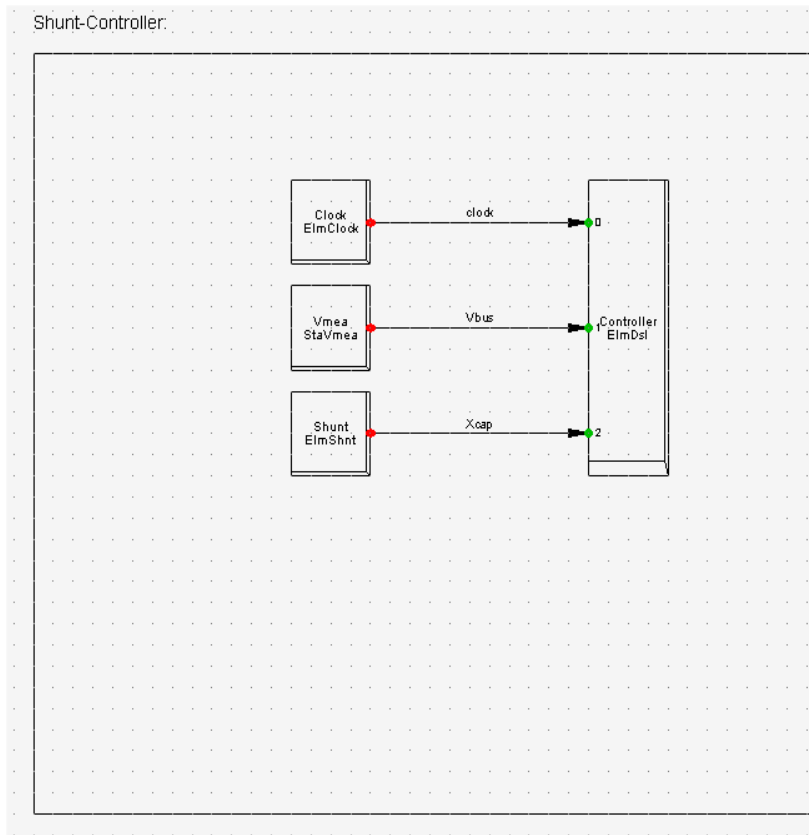 Shunt-Controller:
Clock
ElmClock
clock
0
Vmea
StaVmea
Vbus
1
Controller
ElmDsl
Shunt
ElmShnt
Xcap
2